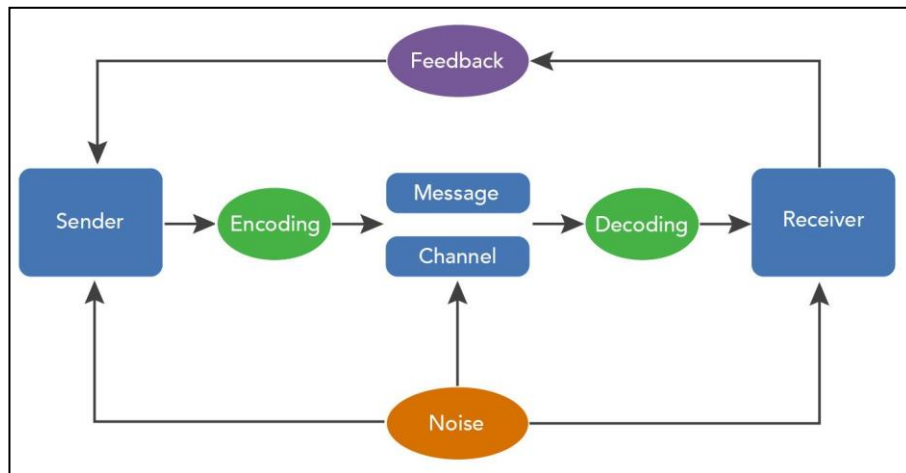 Feedback
Sender
Encoding
Message
Channel
Decoding
Receiver
Noise